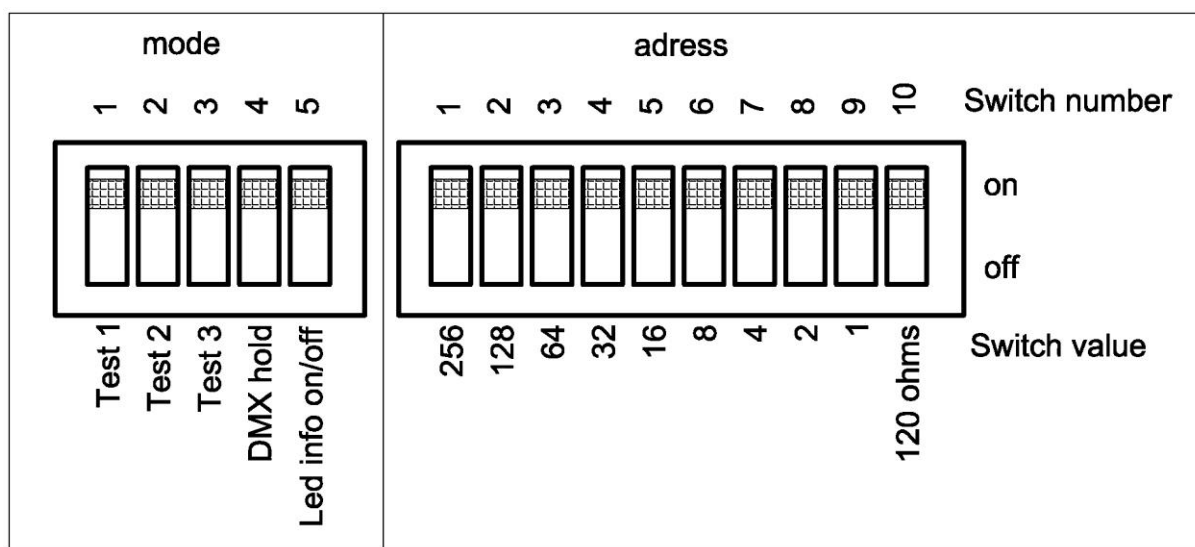 mode
adress
1 2 3 4 5
1 2 3 4 5 6 7 8 9 10
Switch number
on
off
Test 1
Test 2
Test 3
DMX hold
Led info on/off
256
128
64
32
16
8
4
2
1
120 ohms
Switch value